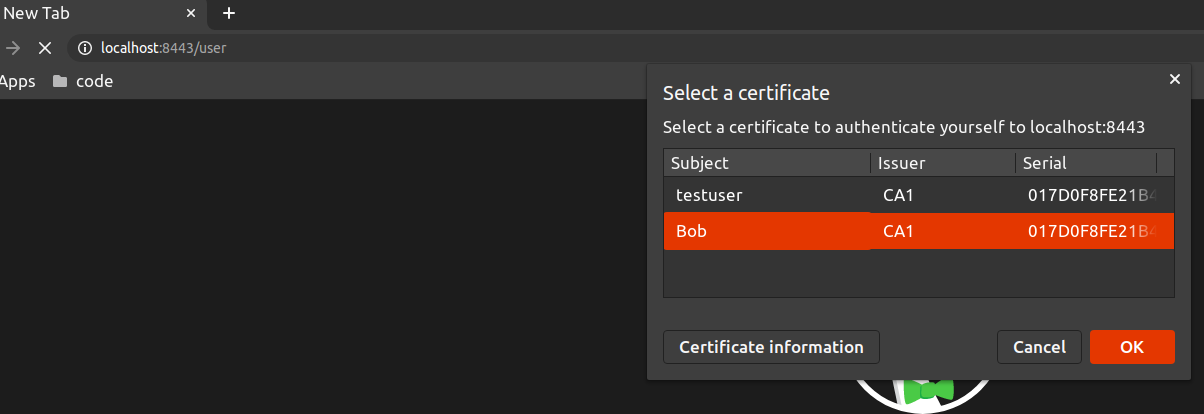 New Tab
localhost:8443/user
Apps code
Select a certificate
Select a certificate to authenticate yourself to localhost:8443
Subject Issuer Serial
testuser CA1 017D0F8FE21B4
Bob CA1 017D0F8FE21B4
Certificate information Cancel OK